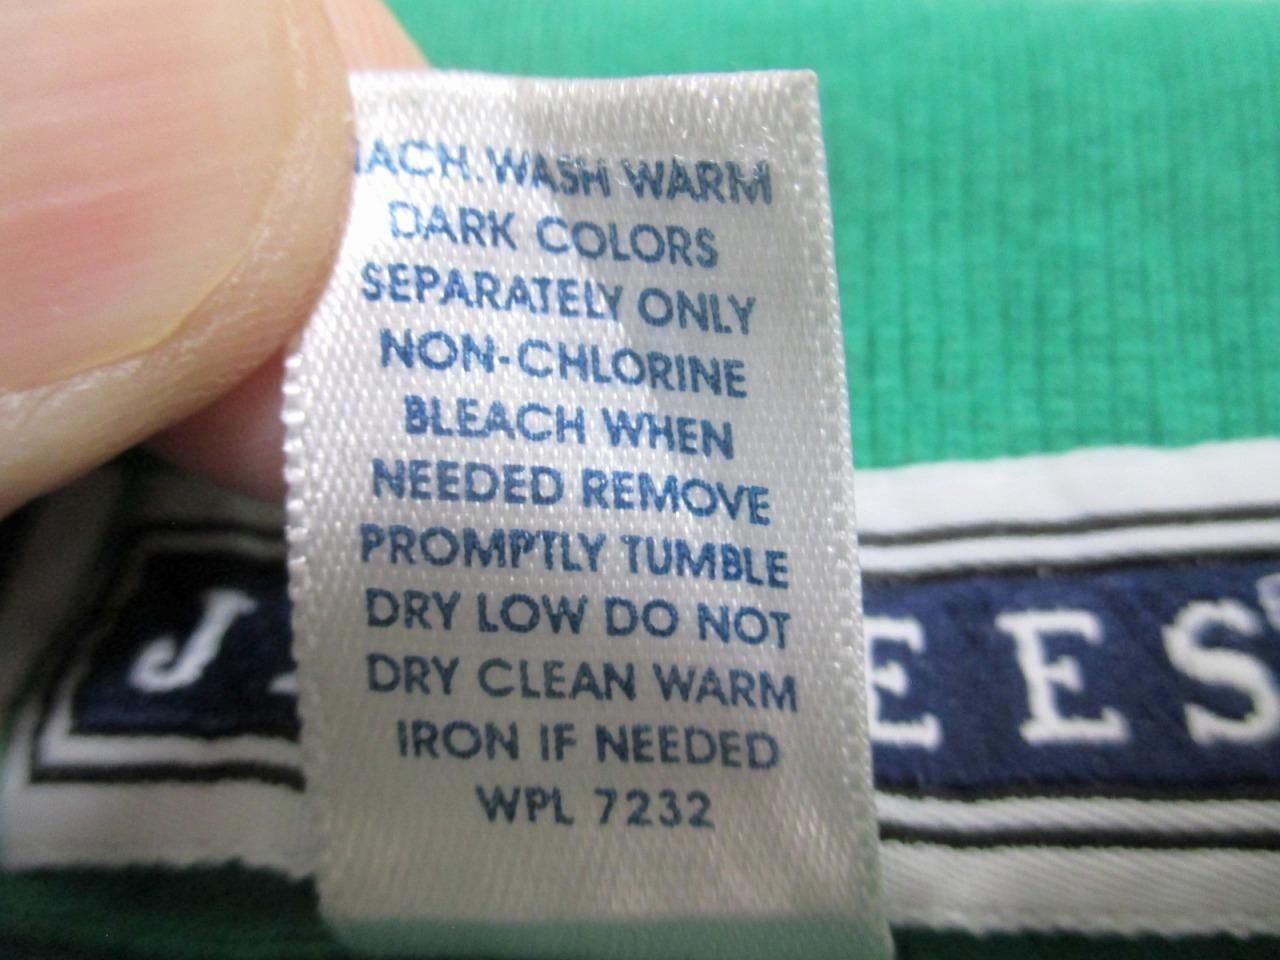 MACH. WASH WARM
DARK COLORS
SEPARATELY ONLY
NON-CHLORINE
BLEACH WHEN
NEEDED REMOVE
PROMPTLY TUMBLE
DRY LOW DO NOT
DRY CLEAN WARM
IRON IF NEEDED
WPL 7232